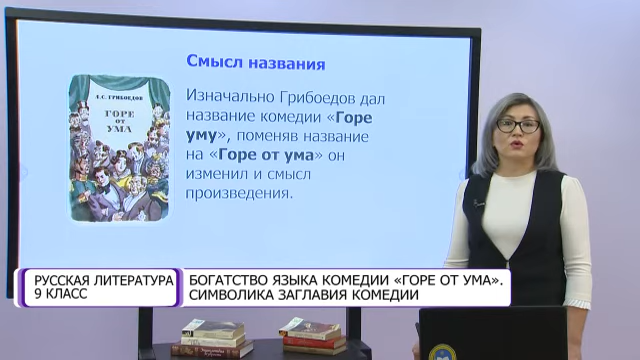 Смысл названия
А.С. ГРИБОЕДОВ
ГОРЕ
ОТ
УМА
Изначально Грибоедов дал
название комедии «Горе
уму», поменяв название
на «Горе от ума» он
изменил и смысл
произведения.
РУССКАЯ ЛИТЕРАТУРА
9 КЛАСС
БОГАТСТВО ЯЗЫКА КОМЕДИИ «ГОРЕ ОТ УМА».
СИМВОЛИКА ЗАГЛАВИЯ КОМЕДИИ